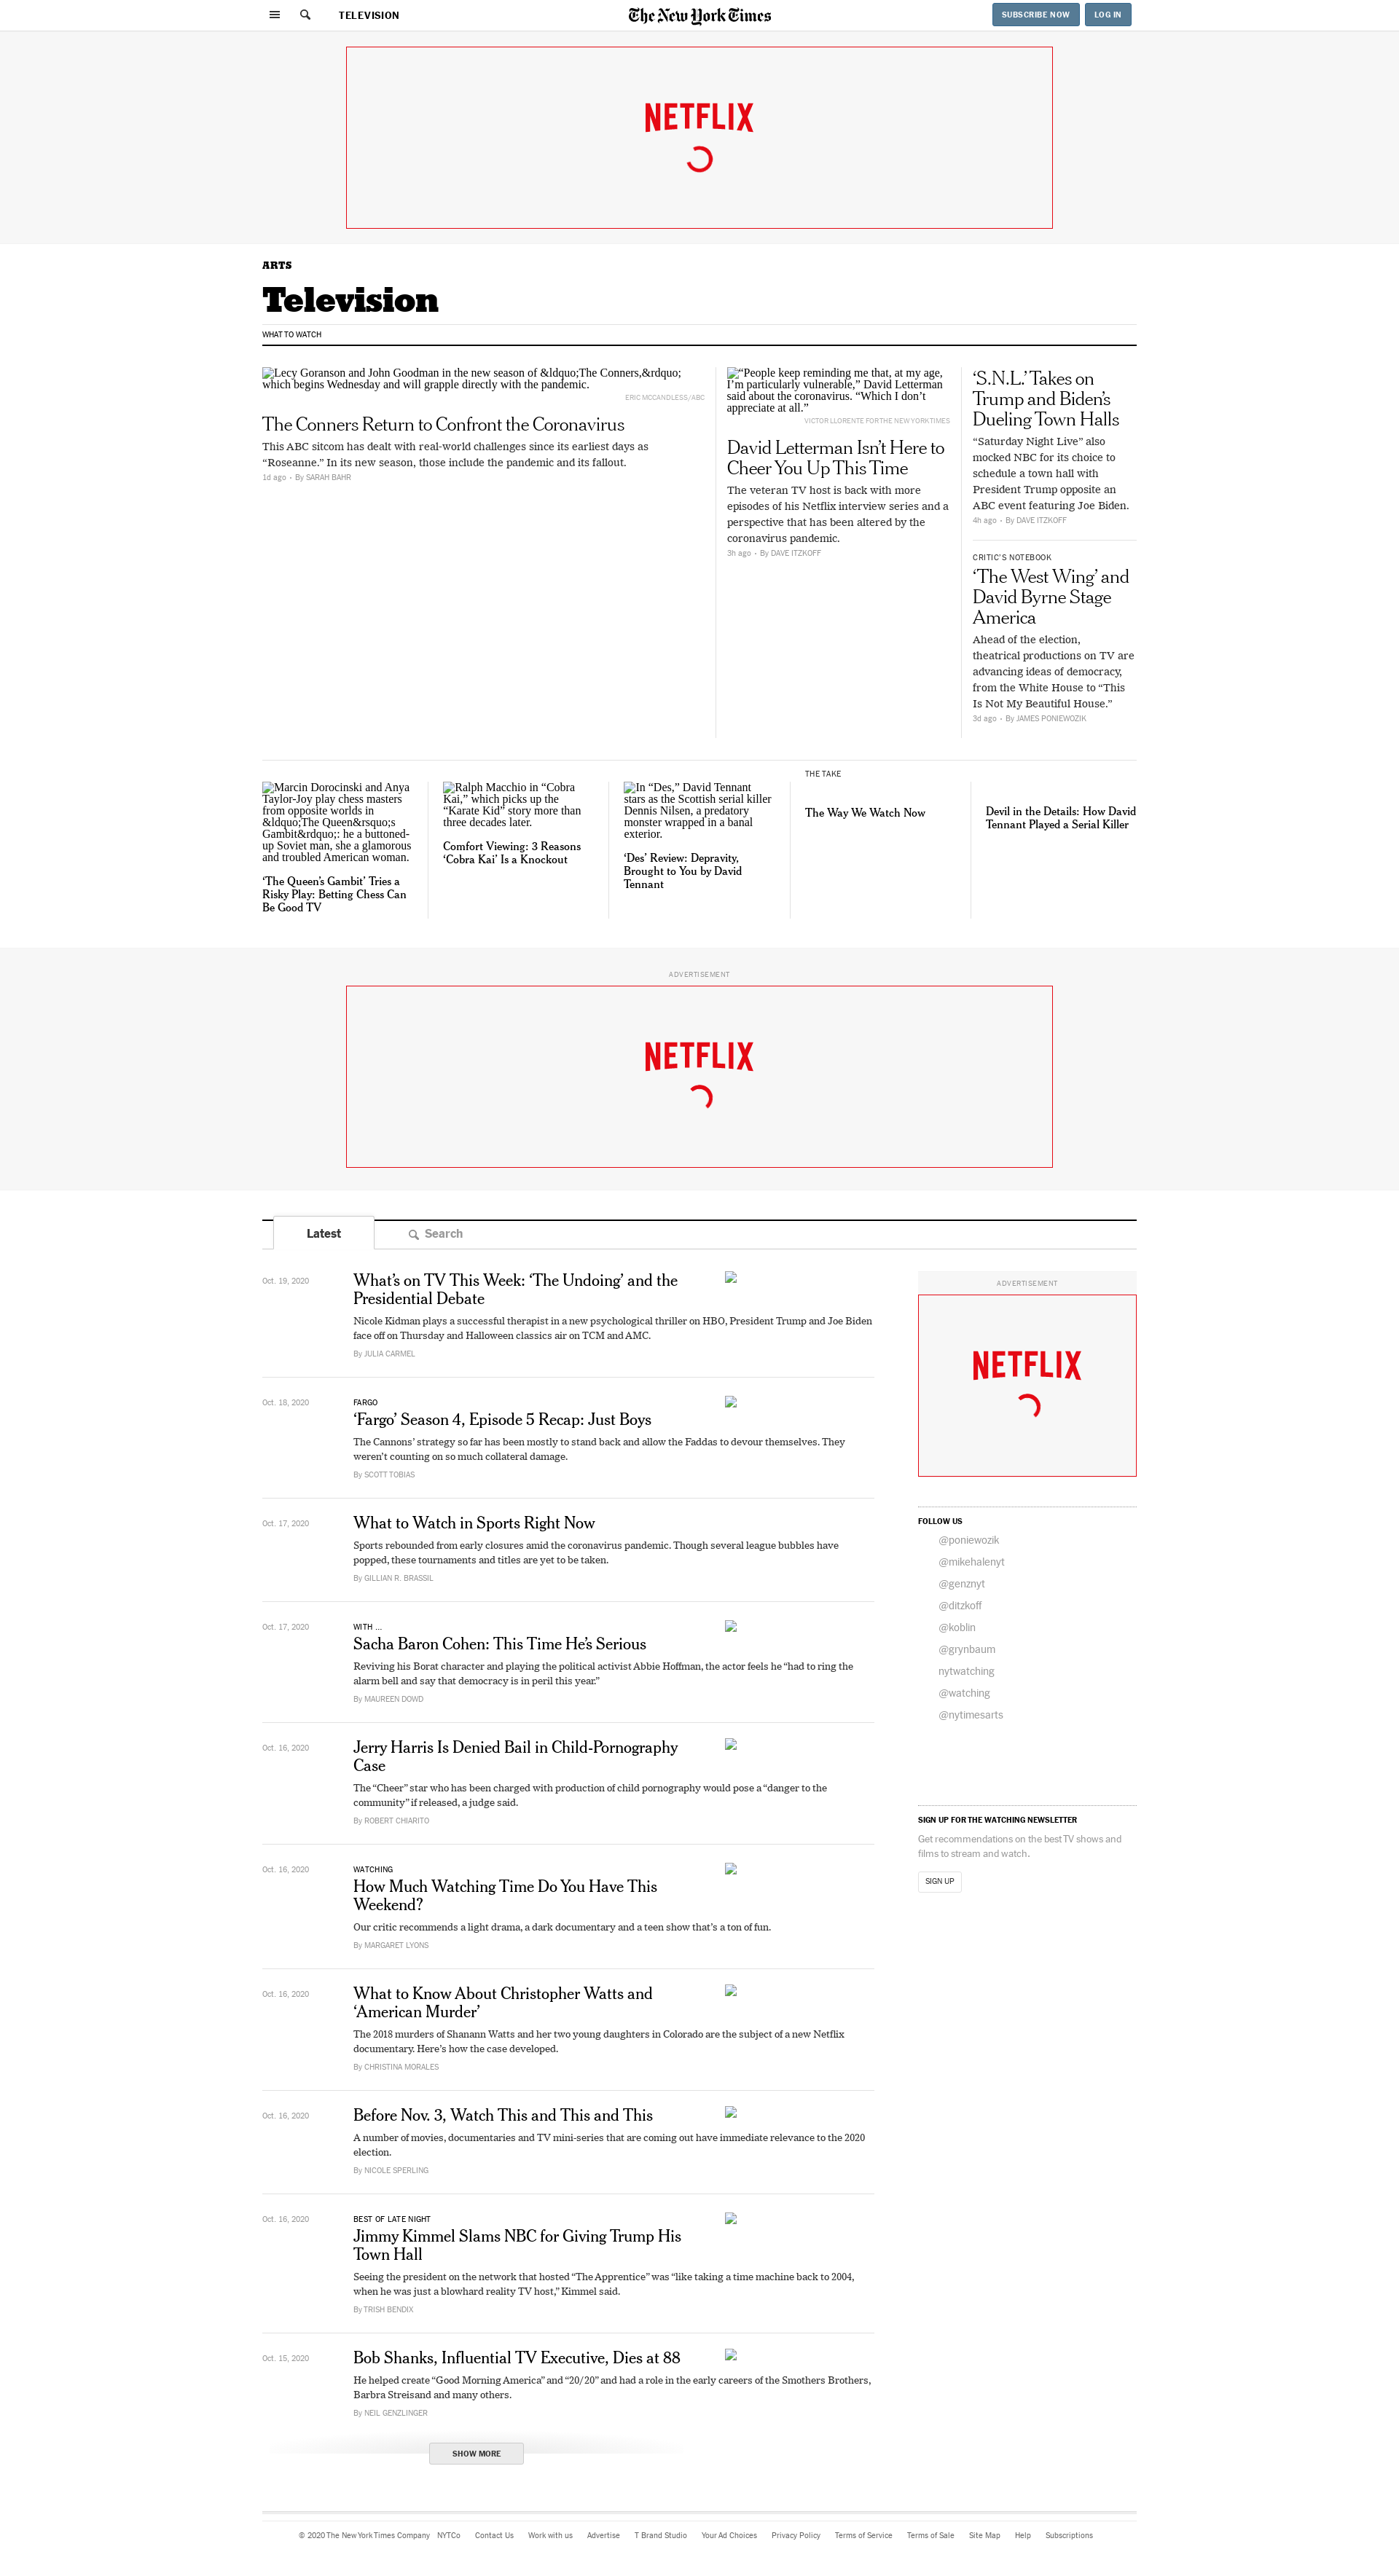 TELEVISION
The New York Times
SUBSCRIBE NOW
LOG IN
NETFLIX
ARTS
Television
WHAT TO WATCH
Lecy Goranson and John Goodman in the new season of &ldquo;The Conners,&rdquo;
which begins Wednesday and will grapple directly with the pandemic.
ERIC MCCANDLESS/ABC
The Conners Return to Confront the Coronavirus
This ABC sitcom has dealt with real-world challenges since its earliest days as
“Roseanne.” In its new season, those include the pandemic and its fallout.
1d ago • By SARAH BAHR
“People keep reminding me that, at my age,
I’m particularly vulnerable,” David Letterman
said about the coronavirus. “Which I don’t
appreciate at all.”
VICTOR LLORENTE FOR THE NEW YORK TIMES
David Letterman Isn’t Here to
Cheer You Up This Time
The veteran TV host is back with more
episodes of his Netflix interview series and a
perspective that has been altered by the
coronavirus pandemic.
3h ago • By DAVE ITZKOFF
‘S.N.L.’ Takes on
Trump and Biden’s
Dueling Town Halls
“Saturday Night Live” also
mocked NBC for its choice to
schedule a town hall with
President Trump opposite an
ABC event featuring Joe Biden.
4h ago • By DAVE ITZKOFF
CRITIC’S NOTEBOOK
‘The West Wing’ and
David Byrne Stage
America
Ahead of the election,
theatrical productions on TV are
advancing ideas of democracy,
from the White House to “This
Is Not My Beautiful House.”
3d ago • By JAMES PONIEWOZIK
Marcin Dorocinski and Anya
Taylor-Joy play chess masters
from opposite worlds in
&ldquo;The Queen&rsquo;s
Gambit&rdquo;: he a buttoned-
up Soviet man, she a glamorous
and troubled American woman.
‘The Queen’s Gambit’ Tries a
Risky Play: Betting Chess Can
Be Good TV
Ralph Macchio in “Cobra
Kai,” which picks up the
“Karate Kid” story more than
three decades later.
Comfort Viewing: 3 Reasons
‘Cobra Kai’ Is a Knockout
In “Des,” David Tennant
stars as the Scottish serial killer
Dennis Nilsen, a predatory
monster wrapped in a banal
exterior.
‘Des’ Review: Depravity,
Brought to You by David
Tennant
THE TAKE
The Way We Watch Now
Devil in the Details: How David
Tennant Played a Serial Killer
ADVERTISEMENT
NETFLIX
Latest
Search
Oct. 19, 2020
What’s on TV This Week: ‘The Undoing’ and the
Presidential Debate
Nicole Kidman plays a successful therapist in a new psychological thriller on HBO, President Trump and Joe Biden
face off on Thursday and Halloween classics air on TCM and AMC.
By JULIA CARMEL
Oct. 18, 2020
FARGO
‘Fargo’ Season 4, Episode 5 Recap: Just Boys
The Cannons’ strategy so far has been mostly to stand back and allow the Faddas to devour themselves. They
weren’t counting on so much collateral damage.
By SCOTT TOBIAS
Oct. 17, 2020
What to Watch in Sports Right Now
Sports rebounded from early closures amid the coronavirus pandemic. Though several league bubbles have
popped, these tournaments and titles are yet to be taken.
By GILLIAN R. BRASSIL
Oct. 17, 2020
WITH ...
Sacha Baron Cohen: This Time He’s Serious
Reviving his Borat character and playing the political activist Abbie Hoffman, the actor feels he “had to ring the
alarm bell and say that democracy is in peril this year.”
By MAUREEN DOWD
Oct. 16, 2020
Jerry Harris Is Denied Bail in Child-Pornography
Case
The “Cheer” star who has been charged with production of child pornography would pose a “danger to the
community” if released, a judge said.
By ROBERT CHIARITO
Oct. 16, 2020
WATCHING
How Much Watching Time Do You Have This
Weekend?
Our critic recommends a light drama, a dark documentary and a teen show that’s a ton of fun.
By MARGARET LYONS
Oct. 16, 2020
What to Know About Christopher Watts and
‘American Murder’
The 2018 murders of Shanann Watts and her two young daughters in Colorado are the subject of a new Netflix
documentary. Here’s how the case developed.
By CHRISTINA MORALES
Oct. 16, 2020
Before Nov. 3, Watch This and This and This
A number of movies, documentaries and TV mini-series that are coming out have immediate relevance to the 2020
election.
By NICOLE SPERLING
Oct. 16, 2020
BEST OF LATE NIGHT
Jimmy Kimmel Slams NBC for Giving Trump His
Town Hall
Seeing the president on the network that hosted “The Apprentice” was “like taking a time machine back to 2004,
when he was just a blowhard reality TV host,” Kimmel said.
By TRISH BENDIX
Oct. 15, 2020
Bob Shanks, Influential TV Executive, Dies at 88
He helped create “Good Morning America” and “20/20” and had a role in the early careers of the Smothers Brothers,
Barbra Streisand and many others.
By NEIL GENZLINGER
SHOW MORE
ADVERTISEMENT
NETFLIX
FOLLOW US
@poniewozik
@mikehalenyt
@genznyt
@ditzkoff
@koblin
@grynbaum
nytwatching
@watching
@nytimesarts
SIGN UP FOR THE WATCHING NEWSLETTER
Get recommendations on the best TV shows and
films to stream and watch.
SIGN UP
© 2020 The New York Times Company NYTCo Contact Us Work with us Advertise T Brand Studio Your Ad Choices Privacy Policy Terms of Service Terms of Sale Site Map Help Subscriptions